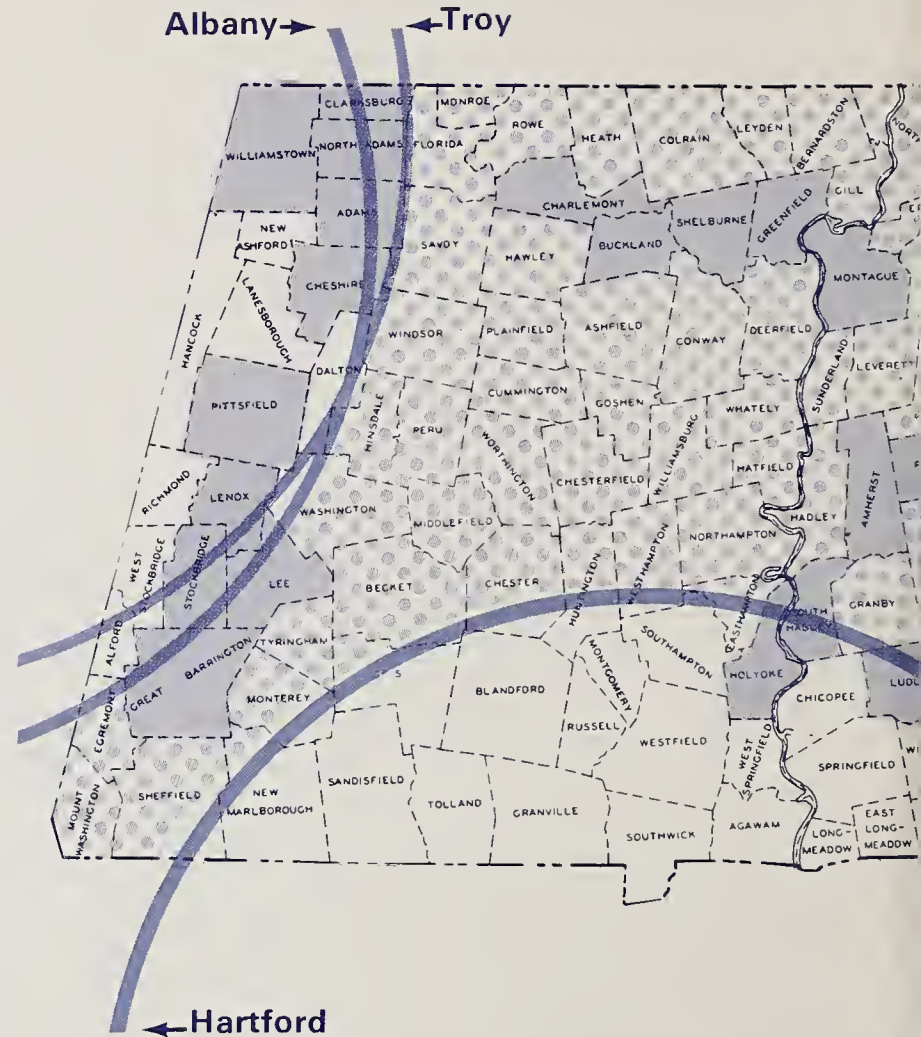 Albany
Troy
CLARKSBURG
MONROE
ROWE
HEATH
COLRAIN
LEYDEN
BERNARDSTON
NOR
WILLIAMSTOWN
NORTH ADAMS
FLORIDA
CHARLEMONT
SHELBURNE
GREENFIELD
GILL
ADAMS
NEW
ASHFORD
SAVOY
HAWLEY
BUCKLAND
MONTAGUE
HANCOCK
LANESBOROUGH
CHESHIRE
WINDSOR
PLAINFIELD
ASHFIELD
CONWAY
DEERFIELD
SUNDERLAND
LEVERETT
DALTON
PITTSFIELD
HINSDALE
PERU
CUMMINGTON
GOSHEN
WILLIAMSBURG
WHATELY
WORTHINGTON
CHESTERFIELD
HATFIELD
AMHERST
RICHMOND
LENOX
WASHINGTON
MIDDLEFIELD
NORTHAMPTON
HADLEY
WEST
STOCKBRIDGE
STOCKBRIDGE
LEE
BECKET
CHESTER
HUNTINGTON
WESTHAMPTON
EASTHAMPTON
SOUTH
HADLEY
GRANBY
ALFORD
GREAT BARRINGTON
TYRINGHAM
MONTEREY
S
BLANDFORD
MONTGOMERY
SOUTHAMPTON
HOLYOKE
CHICOPEE
LUDL
EGREMONT
RUSSELL
WESTFIELD
WEST
SPRINGFIELD
SPRINGFIELD
WI
MOUNT
WASHINGTON
SHEFFIELD
NEW
MARLBOROUGH
SANDISFIELD
TOLLAND
GRANVILLE
SOUTHWICK
AGAWAM
LONG-
MEADOW
EAST
LONG-
MEADOW
Hartford